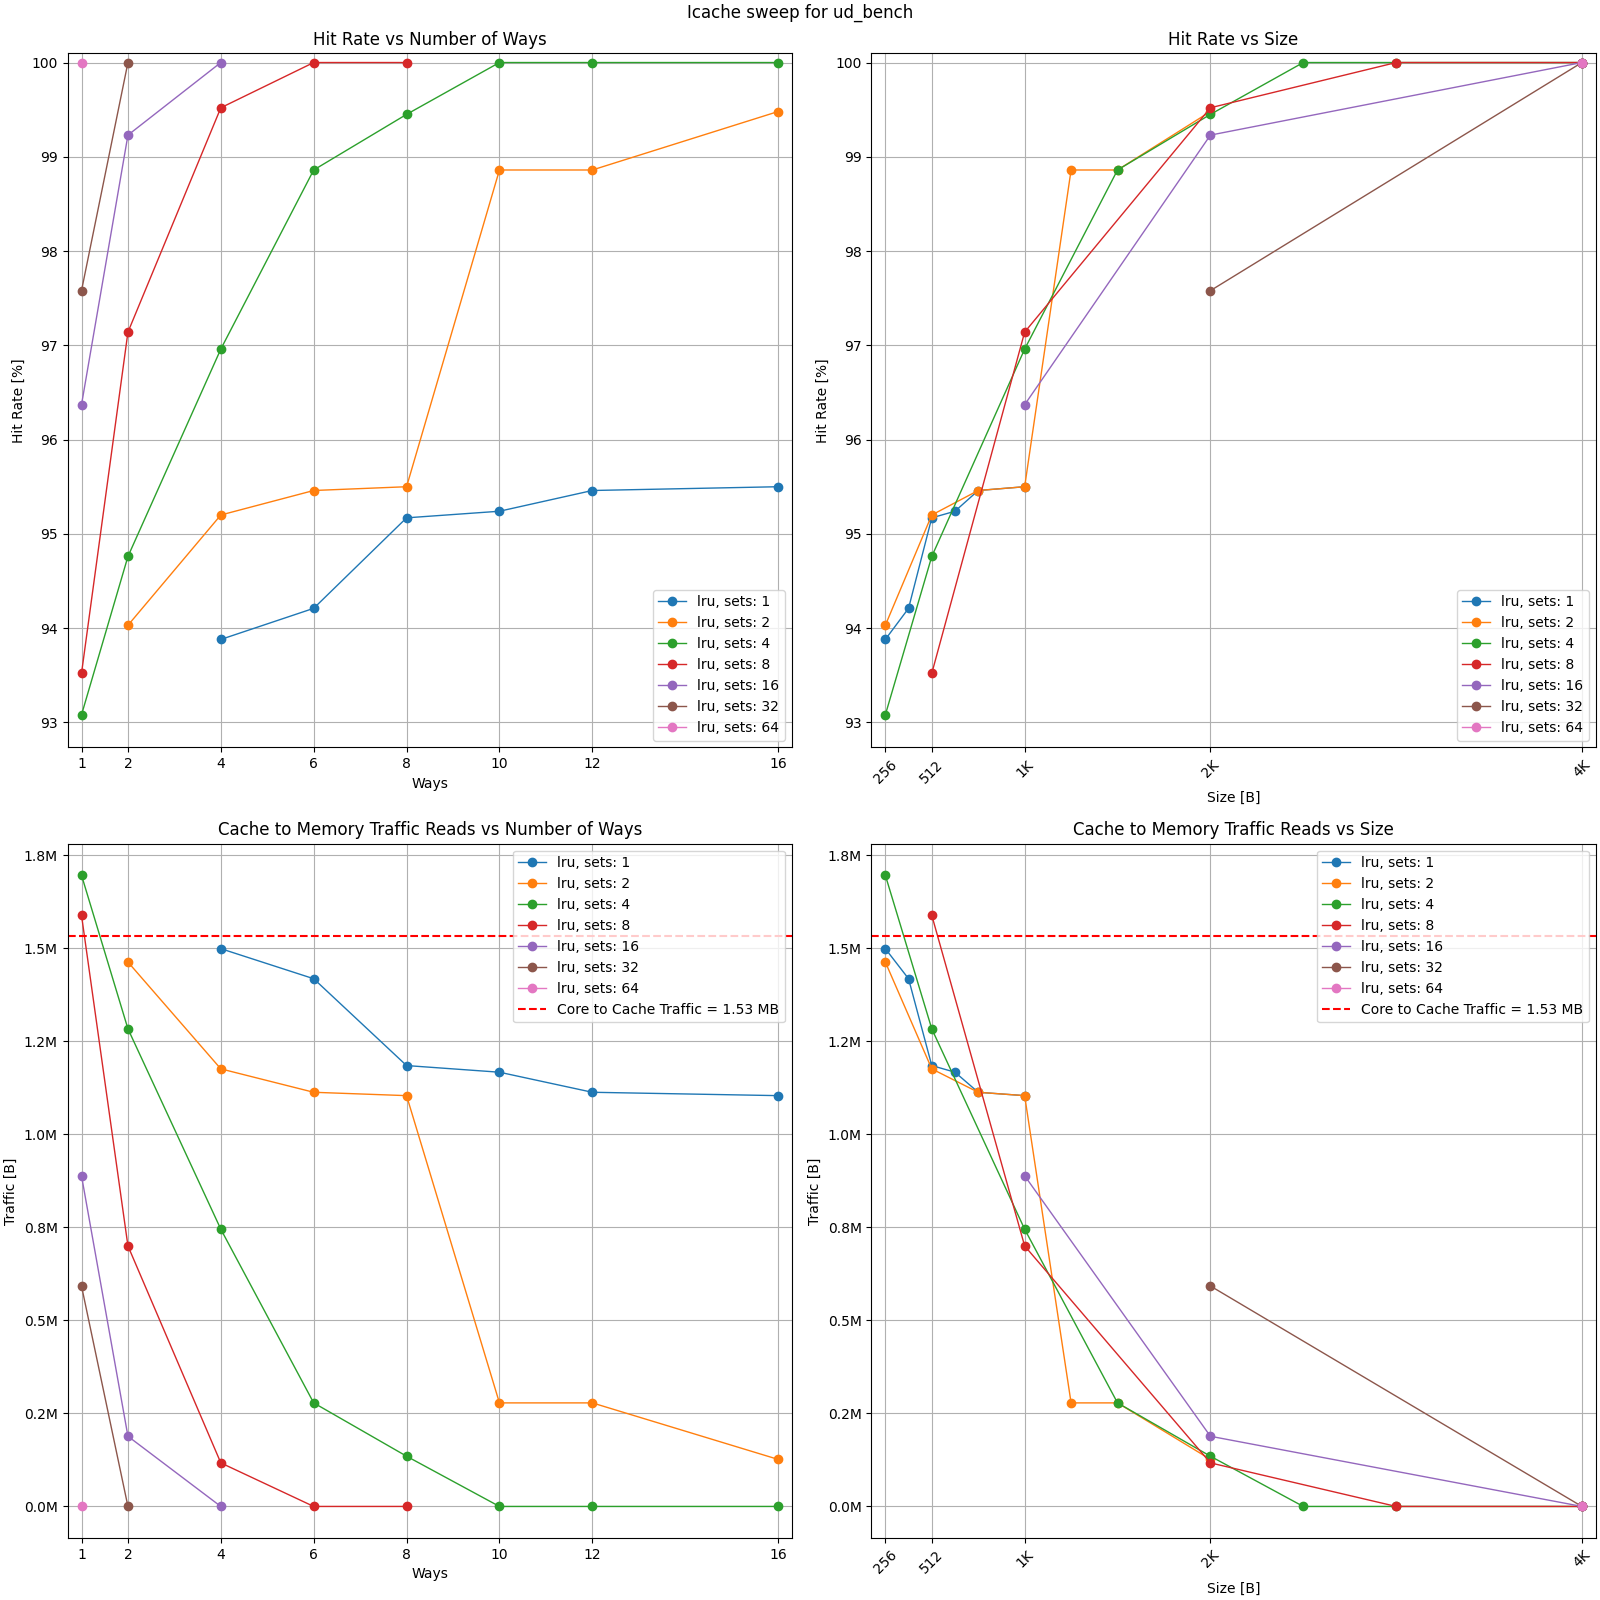 Icache sweep for ud_bench
Hit Rate vs Number of Ways
100
99
98
97
96
95
94
93
Hit Rate [%]
1 2 4 6 8 10 12 16
Ways
lru, sets: 1
lru, sets: 2
lru, sets: 4
lru, sets: 8
lru, sets: 16
lru, sets: 32
lru, sets: 64
Hit Rate vs Size
100
99
98
97
96
95
94
93
Hit Rate [%]
256 512 1K 2K 4K
Size [B]
lru, sets: 1
lru, sets: 2
lru, sets: 4
lru, sets: 8
lru, sets: 16
lru, sets: 32
lru, sets: 64
Cache to Memory Traffic Reads vs Number of Ways
1.8M
1.5M
1.2M
1.0M
0.8M
0.5M
0.2M
0.0M
Traffic [B]
1 2 4 6 8 10 12 16
Ways
lru, sets: 1
lru, sets: 2
lru, sets: 4
lru, sets: 8
lru, sets: 16
lru, sets: 32
lru, sets: 64
Core to Cache Traffic = 1.53 MB
Cache to Memory Traffic Reads vs Size
1.8M
1.5M
1.2M
1.0M
0.8M
0.5M
0.2M
0.0M
Traffic [B]
256 512 1K 2K 4K
Size [B]
lru, sets: 1
lru, sets: 2
lru, sets: 4
lru, sets: 8
lru, sets: 16
lru, sets: 32
lru, sets: 64
Core to Cache Traffic = 1.53 MB